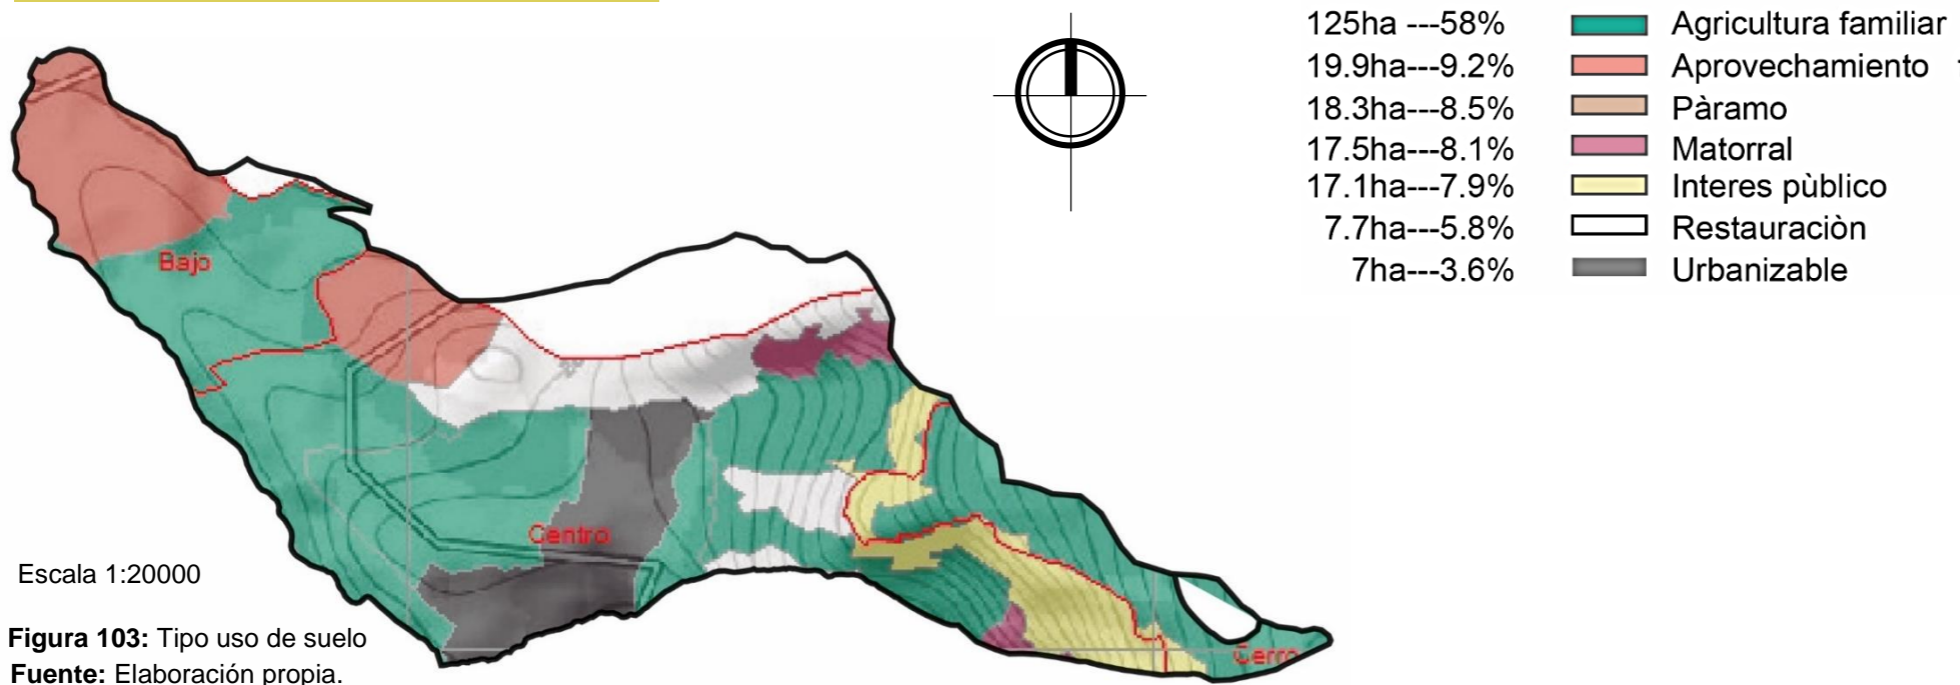 125ha ---58% Agricultura familiar
19.9ha---9.2% Aprovechamiento
18.3ha---8.5% Pàramo
17.5ha---8.1% Matorral
17.1ha---7.9% Interes pùblico
7.7ha---5.8% Restauraciòn
7ha---3.6% Urbanizable
Bajo
Centro
Cerro
Escala 1:20000
Figura 103: Tipo uso de suelo
Fuente: Elaboración propia.